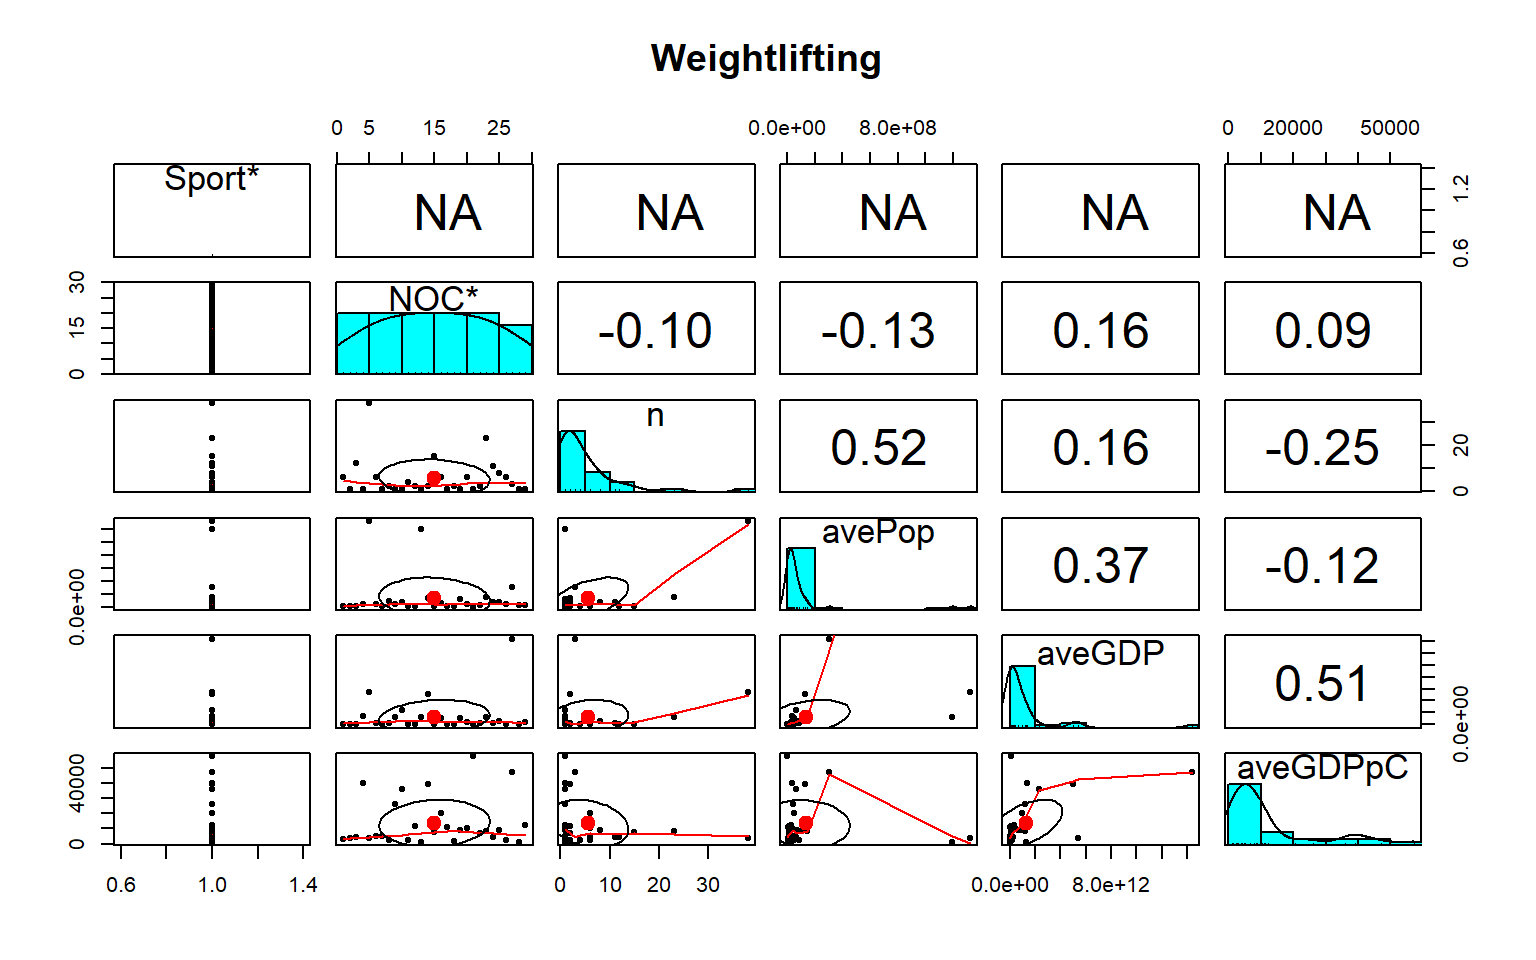 Weightlifting
0 5 15 25
0.0e+00 8.0e+08
0 20000 50000
Sport* NA NA NA NA NA
0.6 1.2
0 15 30
NOC* -0.10 -0.13 0.16 0.09
n 0.52 0.16 -0.25
0 20
avePop 0.37 -0.12
0.0e+00
aveGDP 0.51
0.0e+00
aveGDPpC
0 40000
0.6 1.0 1.4
0 10 20 30
0.0e+00 8.0e+12